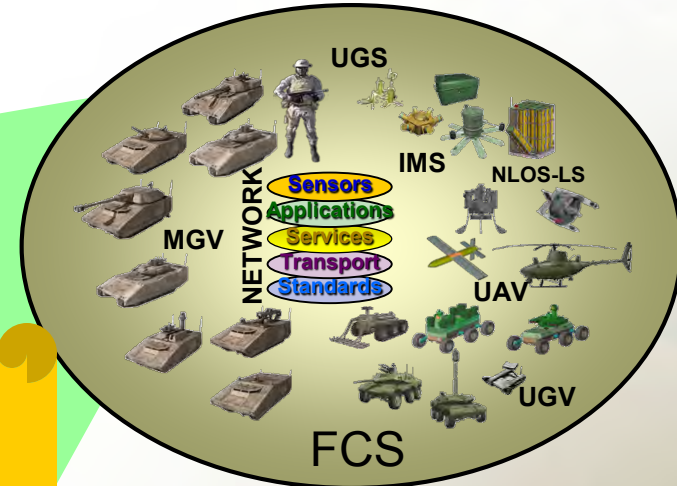 UGS
IMS
NLOS-LS
NETWORK
Sensors
Applications
Services
Transport
Standards
MGV
UAV
UGV
FCS